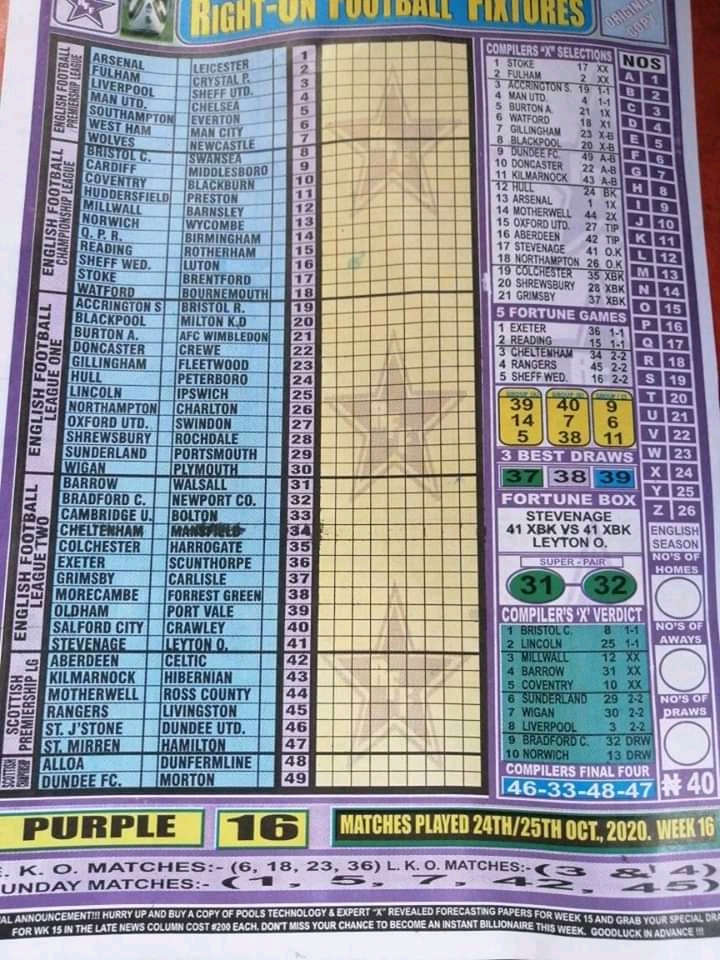 RIGHT-ON FOOTBALL FIXTURES
ORIGINAL COPY
ENGLISH FOOTBALL PREMIERSHIP LEAGUE
ARSENAL LEICESTER 1
FULHAM CRYSTAL P. 2
LIVERPOOL SHEFF UTD. 3
MAN UTD. CHELSEA 4
SOUTHAMPTON EVERTON 5
WEST HAM MAN CITY 6
WOLVES NEWCASTLE 7
ENGLISH FOOTBALL CHAMPIONSHIP LEAGUE
BRISTOL C. SWANSEA 8
CARDIFF MIDDLESBORO 9
COVENTRY BLACKBURN 10
HUDDERSFIELD PRESTON 11
MILLWALL BARNSLEY 12
NORWICH WYCOMBE 13
Q. P. R. BIRMINGHAM 14
READING ROTHERHAM 15
SHEFF WED. LUTON 16
STOKE BRENTFORD 17
WATFORD BOURNEMOUTH 18
ENGLISH FOOTBALL LEAGUE ONE
ACCRINGTON S BRISTOL R. 19
BLACKPOOL MILTON K.D 20
BURTON A. AFC WIMBLEDON 21
DONCASTER CREWE 22
GILLINGHAM FLEETWOOD 23
HULL PETERBORO 24
LINCOLN IPSWICH 25
NORTHAMPTON CHARLTON 26
OXFORD UTD. SWINDON 27
SHREWSBURY ROCHDALE 28
SUNDERLAND PORTSMOUTH 29
WIGAN PLYMOUTH 30
ENGLISH FOOTBALL LEAGUE TWO
BARROW WALSALL 31
BRADFORD C. NEWPORT CO. 32
CAMBRIDGE U. BOLTON 33
CHELTENHAM MANSFIELD 34
COLCHESTER HARROGATE 35
EXETER SCUNTHORPE 36
GRIMSBY CARLISLE 37
MORECAMBE FORREST GREEN 38
OLDHAM PORT VALE 39
SALFORD CITY CRAWLEY 40
STEVENAGE LEYTON O. 41
SCOTTISH PREMIERSHIP LG
ABERDEEN CELTIC 42
KILMARNOCK HIBERNIAN 43
MOTHERWELL ROSS COUNTY 44
RANGERS LIVINGSTON 45
ST. J'STONE DUNDEE UTD. 46
ST. MIRREN HAMILTON 47
SCOTTISH
ALLOA DUNFERMLINE 48
DUNDEE FC. MORTON 49
COMPILERS "X" SELECTIONS
1 STOKE 17 XX
2 FULHAM 2 XX
3 ACCRINGTON S. 19 1-1
4 MAN UTD. 4 1-1
5 BURTON A. 21 1X
6 WATFORD 18 X1
7 GILLINGHAM 23 X-B
8 BLACKPOOL 20 X-B
9 DUNDEE FC. 49 A-B
10 DONCASTER 22 A-B
11 KILMARNOCK 43 A-B
12 HULL 24 BK
13 ARSENAL 1 1X
14 MOTHERWELL 44 2X
15 OXFORD UTD. 27 TIP
16 ABERDEEN 42 TIP
17 STEVENAGE 41 O.K
18 NORTHAMPTON 26 O.K
19 COLCHESTER 35 XBK
20 SHREWSBURY 28 XBK
21 GRIMSBY 37 XBK
5 FORTUNE GAMES
1 EXETER 36 1-1
2 READING 15 1-1
3 CHELTEMHAM 34 2-2
4 RANGERS 45 2-2
5 SHEFF WED. 16 2-2
39 40 9
14 7 6
5 38 11
3 BEST DRAWS
37 38 39
FORTUNE BOX
STEVENAGE
41 XBK VS 41 XBK
LEYTON O.
SUPER - PAIR
31 32
COMPILER'S 'X' VERDICT
1 BRISTOL C. 8 1-1
2 LINCOLN 25 1-1
3 MILLWALL 12 XX
4 BARROW 31 XX
5 COVENTRY 10 XX
6 SUNDERLAND 29 2-2
7 WIGAN 30 2-2
8 LIVERPOOL 3 2-2
9 BRADFORD C. 32 DRW
10 NORWICH 13 DRW
COMPILERS FINAL FOUR
46-33-48-47
NOS
A 1
B 2
C 3
D 4
E 5
F 6
G 7
H 8
I 9
J 10
K 11
L 12
M 13
N 14
O 15
P 16
Q 17
R 18
S 19
T 20
U 21
V 22
W 23
X 24
Y 25
Z 26
ENGLISH SEASON
NO'S OF HOMES
NO'S OF AWAYS
NO'S OF DRAWS
₦ 40
PURPLE 16 MATCHES PLAYED 24TH/25TH OCT., 2020. WEEK 16
K. O. MATCHES:- (6, 18, 23, 36) L. K. O. MATCHES:- (3 & 4)
UNDAY MATCHES:- (1, 5, 7, 42, 45)
AL ANNOUNCEMENT!!! HURRY UP AND BUY A COPY OF POOLS TECHNOLOGY & EXPERT "X" REVEALED FORECASTING PAPERS FOR WEEK 15 AND GRAB YOUR SPECIAL
FOR WK 15 IN THE LATE NEWS COLUMN COST #200 EACH. DON'T MISS YOUR CHANCE TO BECOME AN INSTANT BILLIONAIRE THIS WEEK. GOODLUCK IN ADVANCE !!!